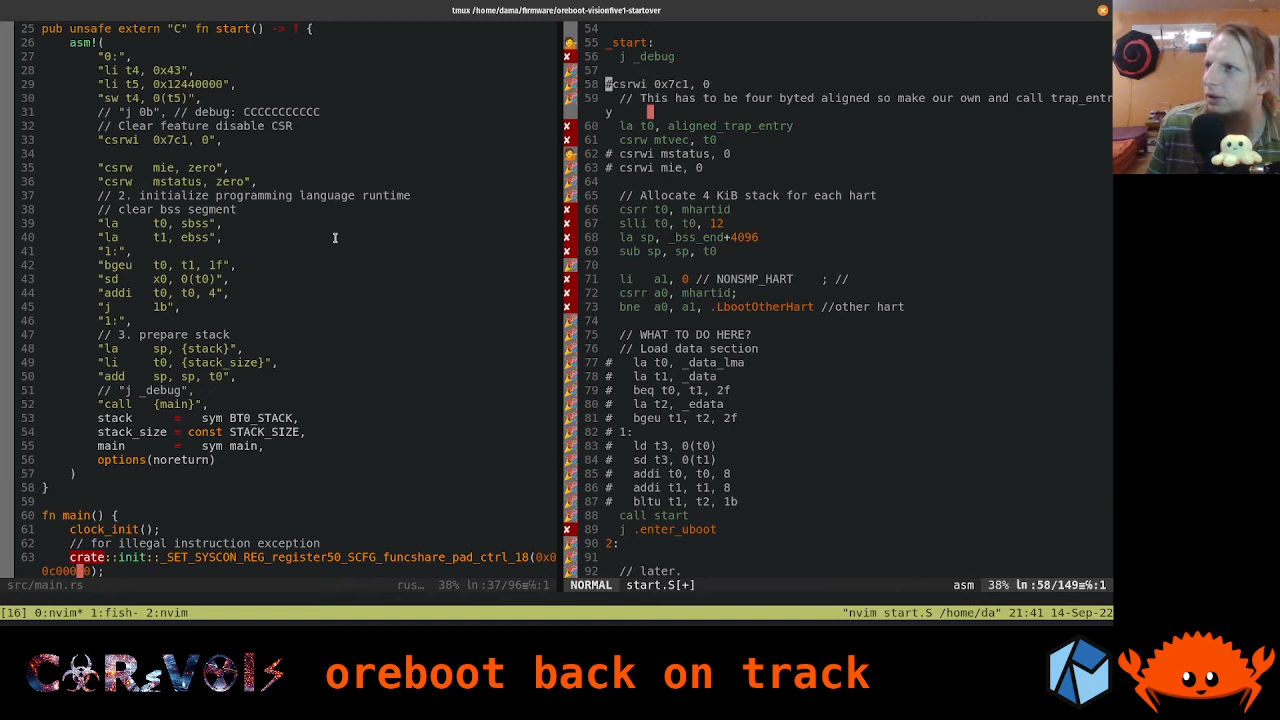 tmux /home/dama/firmware/oreboot-visionfive1-startover
25 pub unsafe extern "C" fn start() -> ! {
26 asm!(
27 "0:",
28 "li t4, 0x43",
29 "li t5, 0x12440000",
30 "sw t4, 0(t5)",
31 // "j 0b", // debug: CCCCCCCCCCC
32 // Clear feature disable CSR
33 "csrwi 0x7c1, 0",
34
35 "csrw mie, zero",
36 "csrw mstatus, zero",
37 // 2. initialize programming language runtime
38 // clear bss segment
39 "la t0, sbss",
40 "la t1, ebss",
41 "1:",
42 "bgeu t0, t1, 1f",
43 "sd x0, 0(t0)",
44 "addi t0, t0, 4",
45 "j 1b",
46 "1:",
47 // 3. prepare stack
48 "la sp, {stack}",
49 "li t0, {stack_size}",
50 "add sp, sp, t0",
51 // "j _debug",
52 "call {main}",
53 stack = sym BT0_STACK,
54 stack_size = const STACK_SIZE,
55 main = sym main,
56 options(noreturn)
57 )
58 }
59
60 fn main() {
61 clock_init();
62 // for illegal instruction exception
63 crate::init::_SET_SYSCON_REG_register50_SCFG_funcshare_pad_ctrl_18(0x0
0c00000);
src/main.rs rus… 38% ln:37/96≡℅:1
54
55 _start:
56 j _debug
57
58 #csrwi 0x7c1, 0
59 // This has to be four byted aligned so make our own and call trap_entr
y
60 la t0, aligned_trap_entry
61 csrw mtvec, t0
62 # csrwi mstatus, 0
63 # csrwi mie, 0
64
65 // Allocate 4 KiB stack for each hart
66 csrr t0, mhartid
67 slli t0, t0, 12
68 la sp, _bss_end+4096
69 sub sp, sp, t0
70
71 li a1, 0 // NONSMP_HART ; //
72 csrr a0, mhartid;
73 bne a0, a1, .LbootOtherHart //other hart
74
75 // WHAT TO DO HERE?
76 // Load data section
77 # la t0, _data_lma
78 # la t1, _data
79 # beq t0, t1, 2f
80 # la t2, _edata
81 # bgeu t1, t2, 2f
82 # 1:
83 # ld t3, 0(t0)
84 # sd t3, 0(t1)
85 # addi t0, t0, 8
86 # addi t1, t1, 8
87 # bltu t1, t2, 1b
88 call start
89 j .enter_uboot
90 2:
91
92 // later.
NORMAL start.S[+] asm 38% ln:58/149≡℅:1
[16] 0:nvim* 1:fish- 2:nvim "nvim start.S /home/da" 21:41 14-Sep-22
oreboot back on track